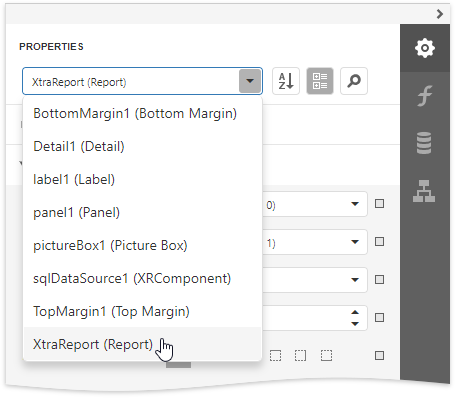 PROPERTIES
XtraReport (Report)
A
Z
BottomMargin1 (Bottom Margin)
Detail1 (Detail)
label1 (Label)
panel1 (Panel)
0)
pictureBox1 (Picture Box)
1)
sqlDataSource1 (XRComponent)
TopMargin1 (Top Margin)
XtraReport (Report)